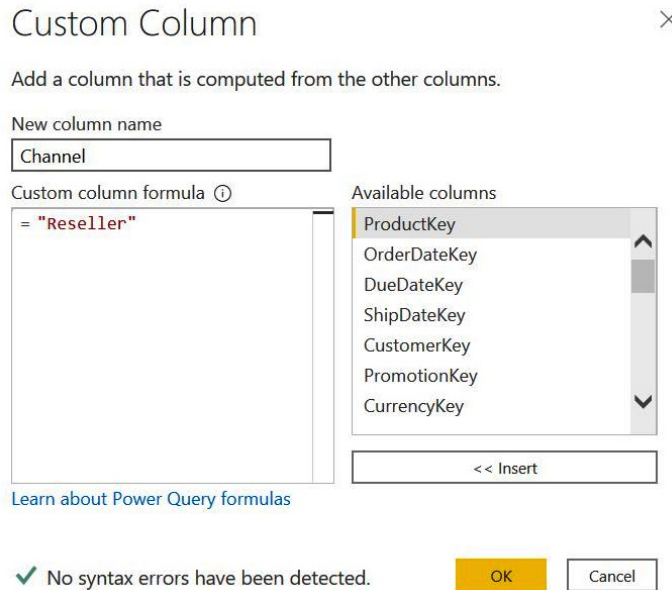 Custom Column
Add a column that is computed from the other columns.
New column name
Channel
Custom column formula
Available columns
= "Reseller"
ProductKey
OrderDateKey
DueDateKey
ShipDateKey
CustomerKey
PromotionKey
CurrencyKey
<< Insert
Learn about Power Query formulas
No syntax errors have been detected.
OK
Cancel